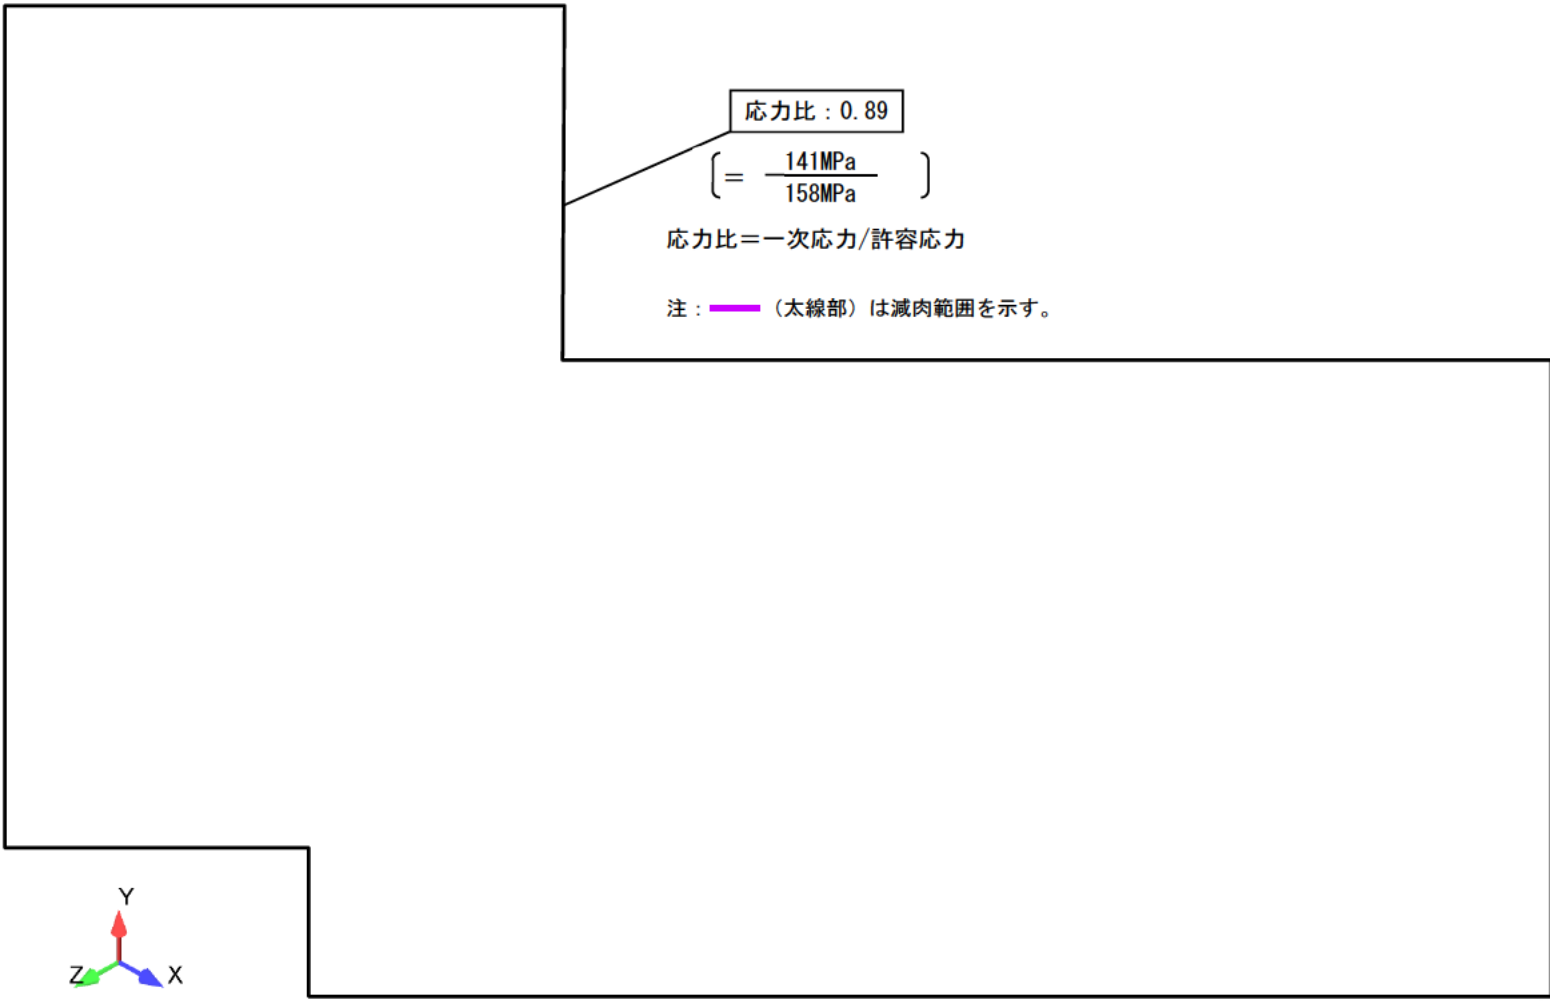 応力比：0.89
〔＝ 141MPa
158MPa 〕
応力比＝一次応力/許容応力
注：（太線部）は減肉範囲を示す。
Y
Z X